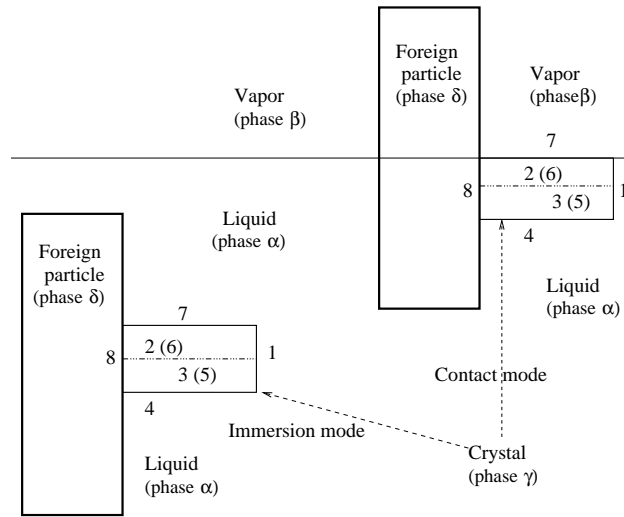 Foreign
particle
(phase δ)
Vapor
(phase β)
Vapor
(phaseβ)
7
2 (6)
8
1
3 (5)
4
Liquid
(phase α)
Foreign
particle
(phase δ)
Liquid
(phase α)
7
2 (6)
8
1
3 (5)
4
Contact mode
Immersion mode
Crystal
(phase γ)
Liquid
(phase α)